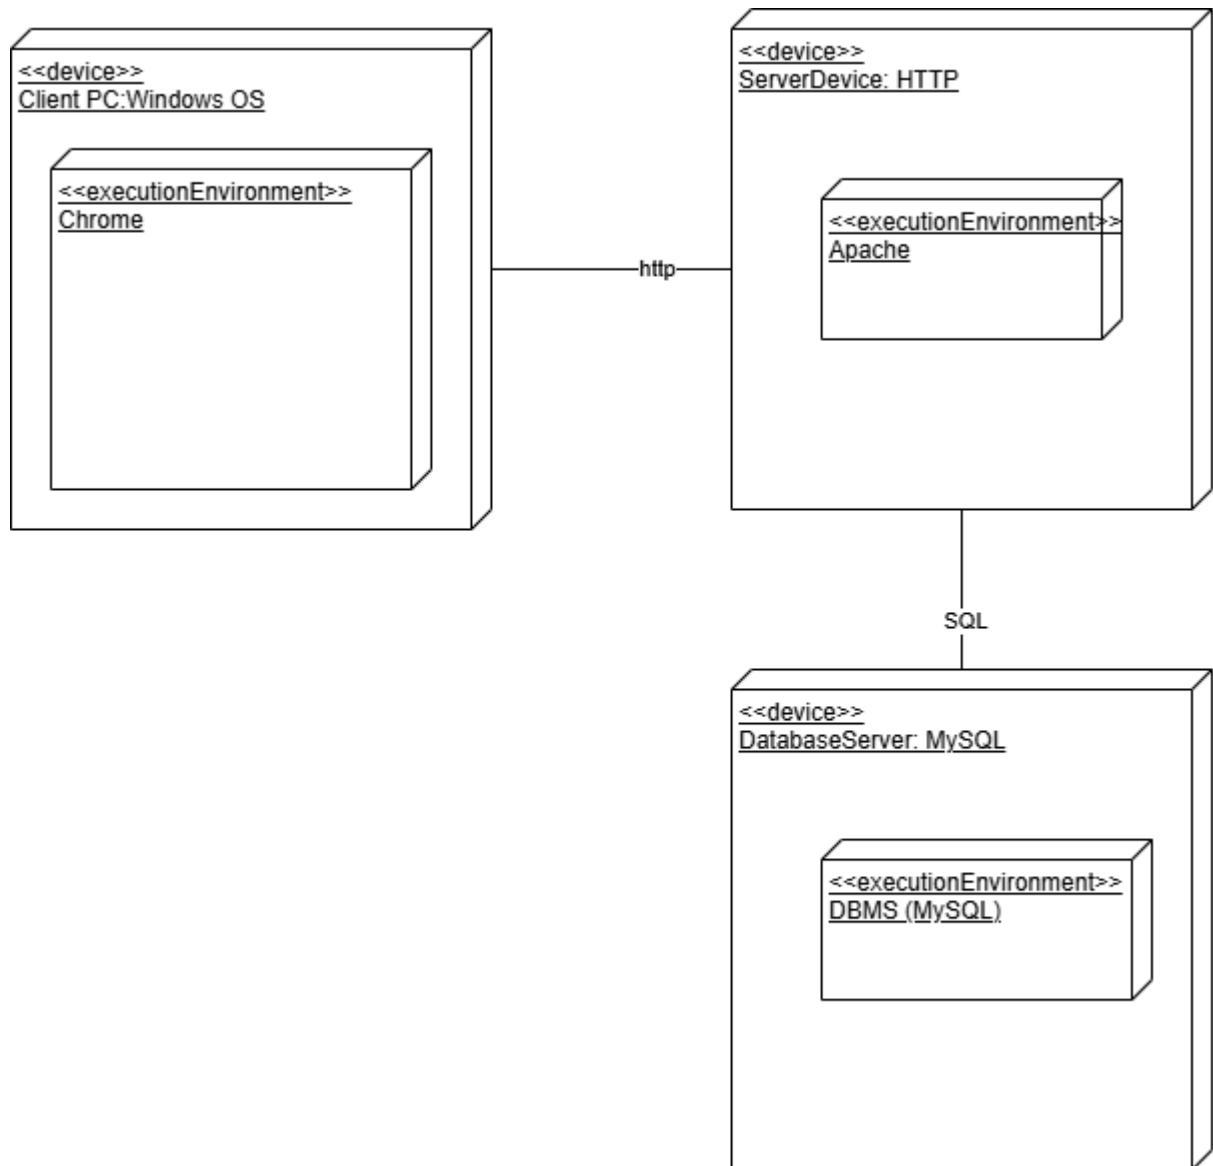 <<device>>
Client PC:Windows OS
<<executionEnvironment>>
Chrome
http
<<device>>
ServerDevice: HTTP
<<executionEnvironment>>
Apache
SQL
<<device>>
DatabaseServer: MySQL
<<executionEnvironment>>
DBMS (MySQL)